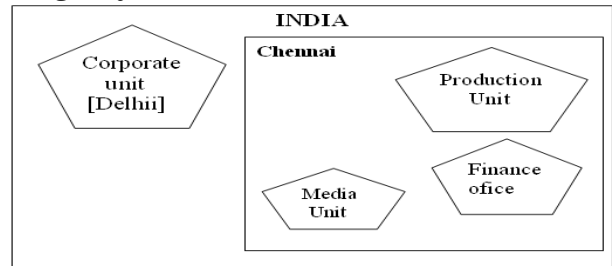 INDIA
Corporate
unit
[Delhii]
Chennai
Production
Unit
Media
Unit
Finance
ofice